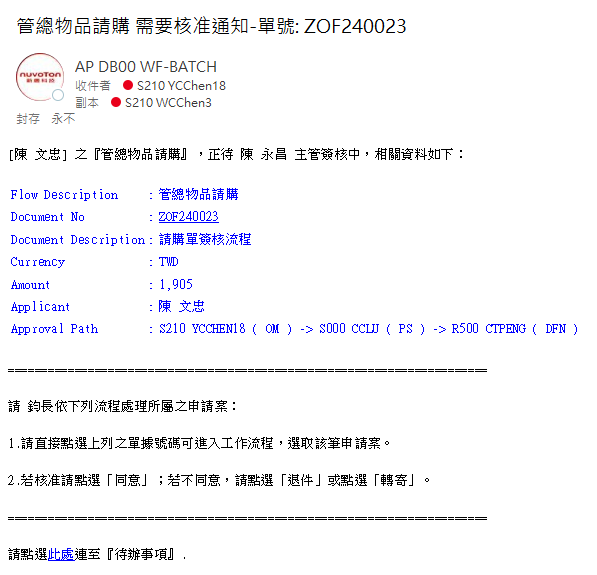 管總物品請購 需要核准通知-單號: ZOF240023
nuvoTon
新唐科技
AP DB00 WF-BATCH
收件者 S210 YCChen18
副本 S210 WCChen3
封存 永不
[陳 文忠] 之『管總物品請購』，正待 陳 永昌 主管簽核中，相關資料如下：
Flow Description : 管總物品請購
Document No : ZOF240023
Document Description : 請購單簽核流程
Currency : TWD
Amount : 1,905
Applicant : 陳 文忠
Approval Path : S210 YCCHEN18 ( OM ) -> S000 CCLU ( PS ) -> R500 CTPENG ( DFN )
============================================================
請 鈞長依下列流程處理所屬之申請案：
1.請直接點選上列之單據號碼可進入工作流程，選取該筆申請案。
2.若核准請點選「同意」；若不同意，請點選「退件」或點選「轉寄」。
============================================================
請點選此處連至『待辦事項』.